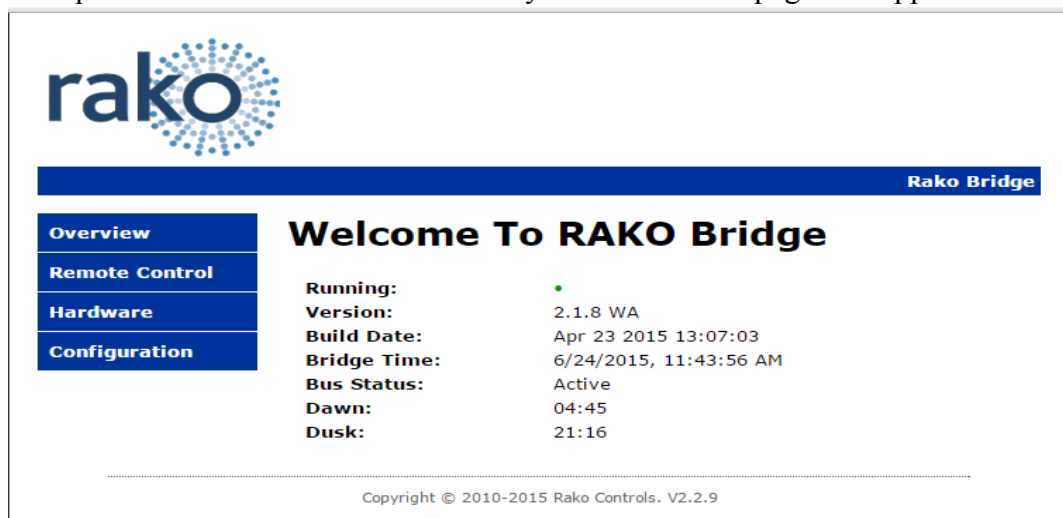 rako
Rako Bridge
Overview
Remote Control
Hardware
Configuration
Welcome To RAKO Bridge
Running:
Version: 2.1.8 WA
Build Date: Apr 23 2015 13:07:03
Bridge Time: 6/24/2015, 11:43:56 AM
Bus Status: Active
Dawn: 04:45
Dusk: 21:16
Copyright © 2010-2015 Rako Controls. V2.2.9